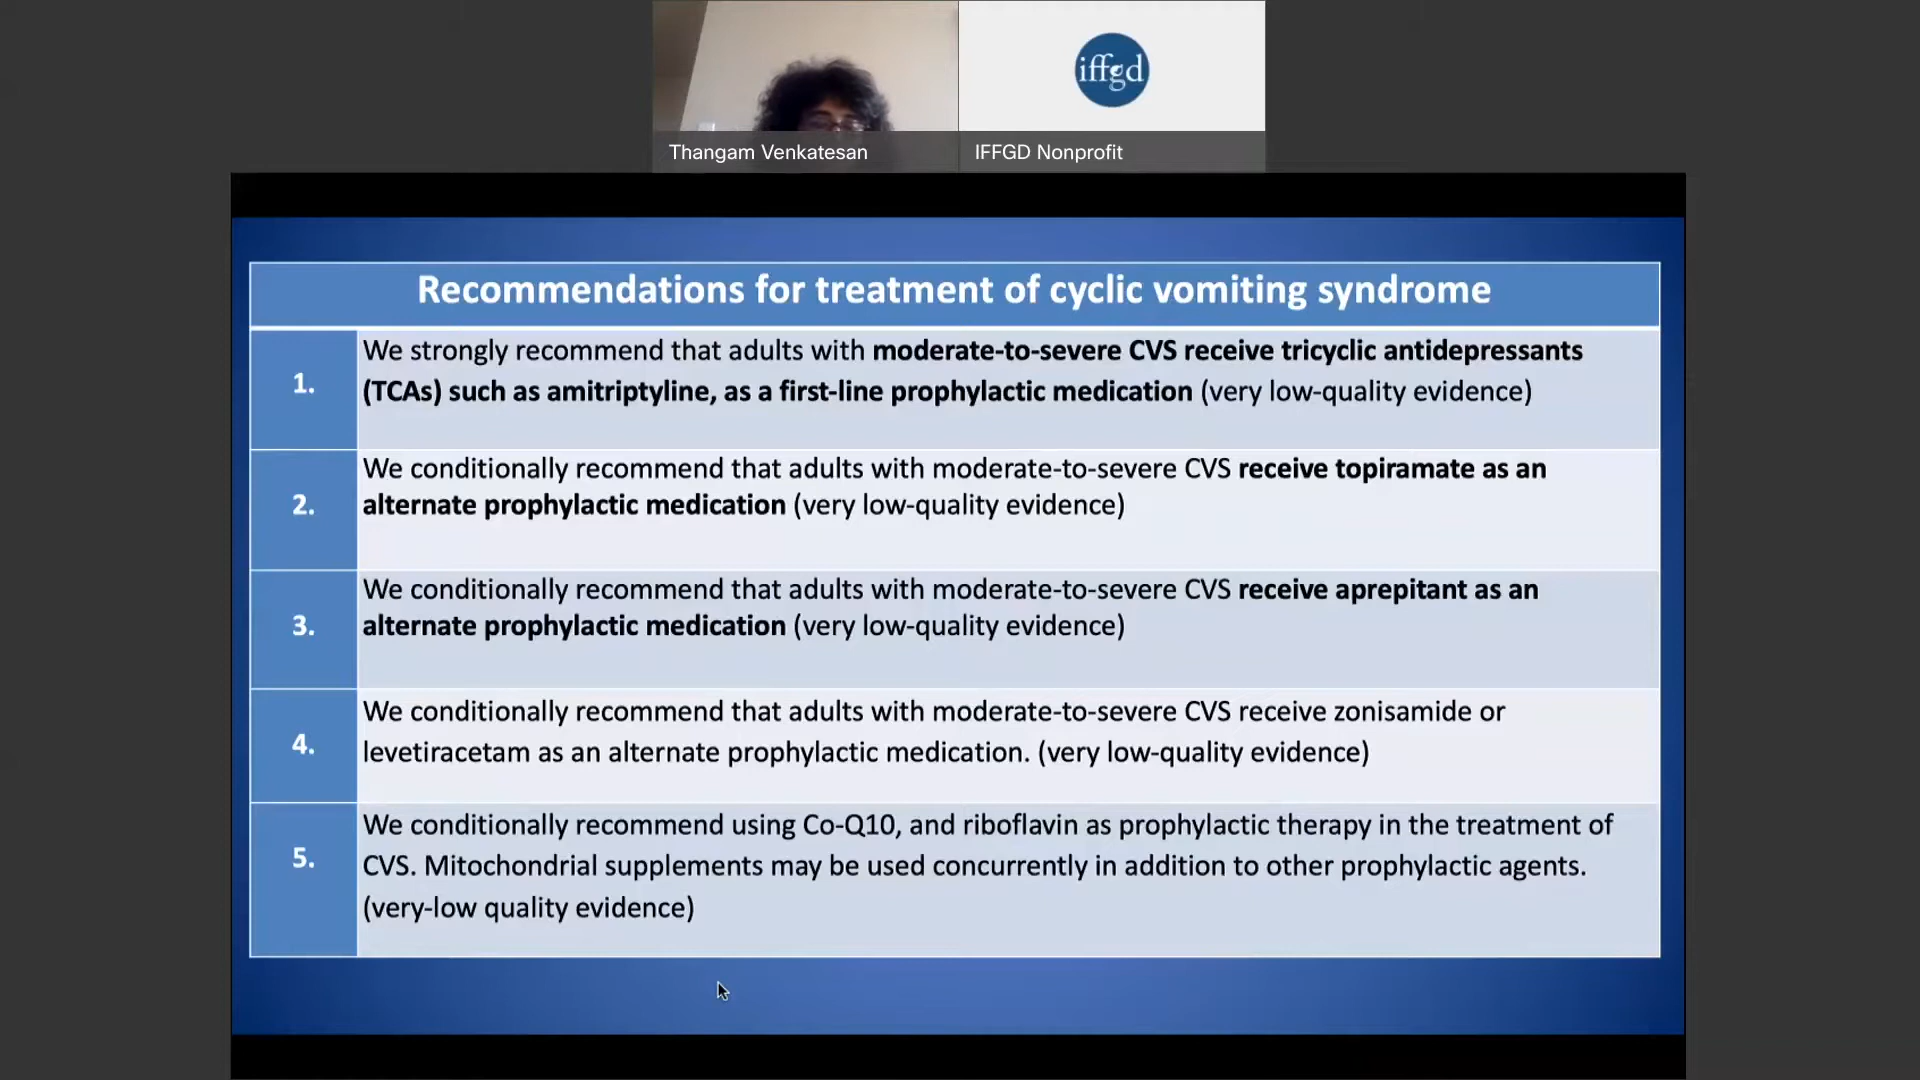 iffgd
Thangam Venkatesan
IFFGD Nonprofit
Recommendations for treatment of cyclic vomiting syndrome
1.
We strongly recommend that adults with moderate-to-severe CVS receive tricyclic antidepressants
(TCAs) such as amitriptyline, as a first-line prophylactic medication (very low-quality evidence)
2.
We conditionally recommend that adults with moderate-to-severe CVS receive topiramate as an
alternate prophylactic medication (very low-quality evidence)
3.
We conditionally recommend that adults with moderate-to-severe CVS receive aprepitant as an
alternate prophylactic medication (very low-quality evidence)
4.
We conditionally recommend that adults with moderate-to-severe CVS receive zonisamide or
levetiracetam as an alternate prophylactic medication. (very low-quality evidence)
5.
We conditionally recommend using Co-Q10, and riboflavin as prophylactic therapy in the treatment of
CVS. Mitochondrial supplements may be used concurrently in addition to other prophylactic agents.
(very-low quality evidence)